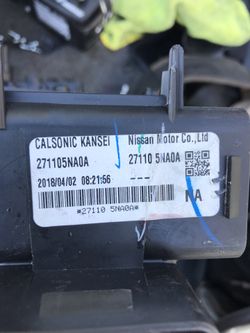 CALSONIC KANSEI Nissan Motor Co.,Ltd
271105NA0A 27110 5NA0A
2018/04/02 08:21:56 ---
NA
*27110 5NA0A*